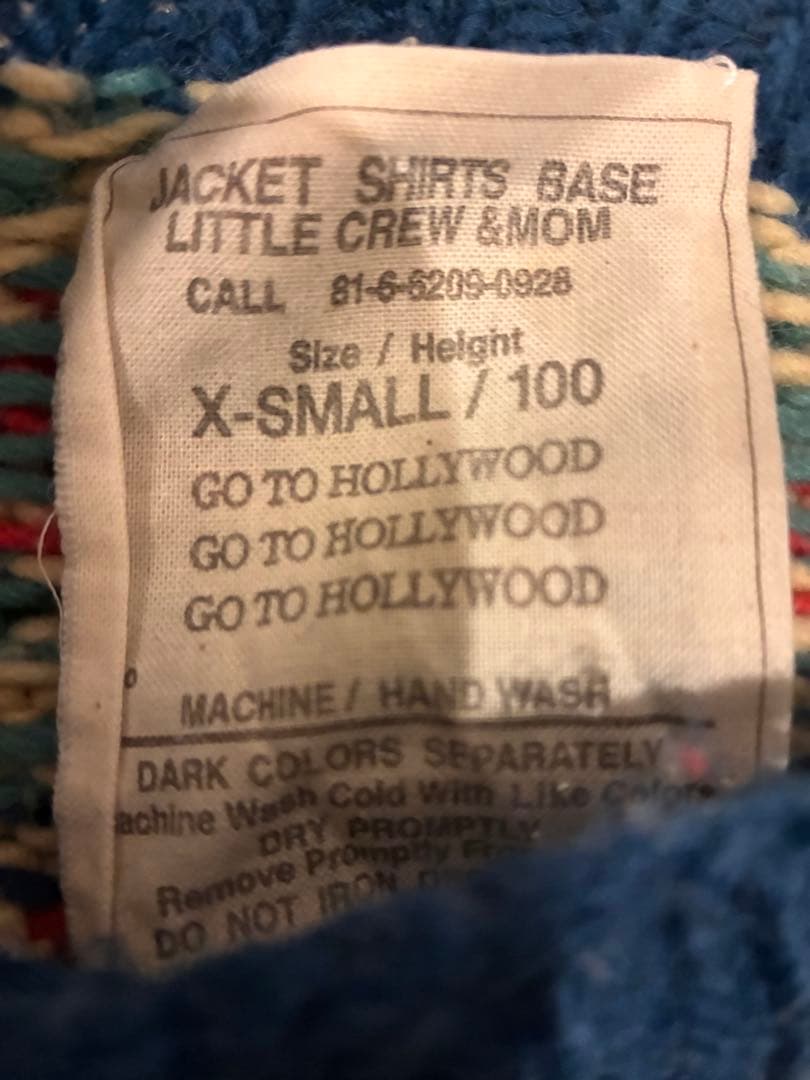 JACKET SHIRTS BASE
LITTLE CREW &MOM
CALL 81-6-6209-0928
Size / Height
X-SMALL / 100
GO TO HOLLYWOOD
GO TO HOLLYWOOD
GO TO HOLLYWOOD
MACHINE / HAND WASH
DARK COLORS SEPARATELY
achine Wash Cold With Like Colors
DRY PROMPTLY
Remove Promptly
DO NOT IRON